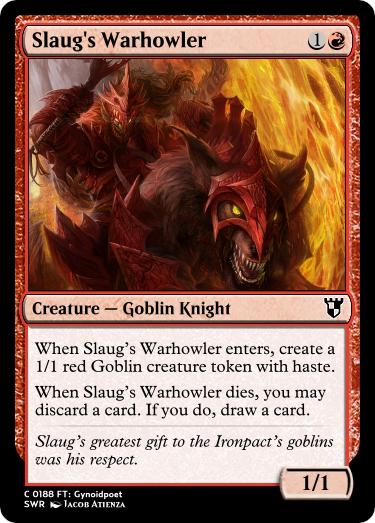 Slaug's Warhowler 1
Creature — Goblin Knight
When Slaug's Warhowler enters, create a
1/1 red Goblin creature token with haste.
When Slaug's Warhowler dies, you may
discard a card. If you do, draw a card.
Slaug's greatest gift to the Ironpact's goblins
was his respect.
1/1
C 0188 FT: Gynoidpoet
SWR Jacob Atienza